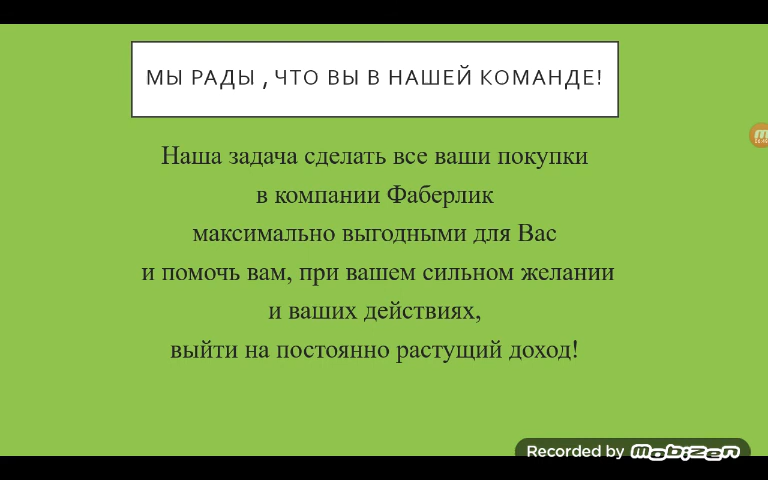 МЫ РАДЫ , ЧТО ВЫ В НАШЕЙ КОМАНДЕ!
Наша задача сделать все ваши покупки
в компании Фаберлик
максимально выгодными для Вас
и помочь вам, при вашем сильном желании
и ваших действиях,
выйти на постоянно растущий доход!
Recorded by mobizen